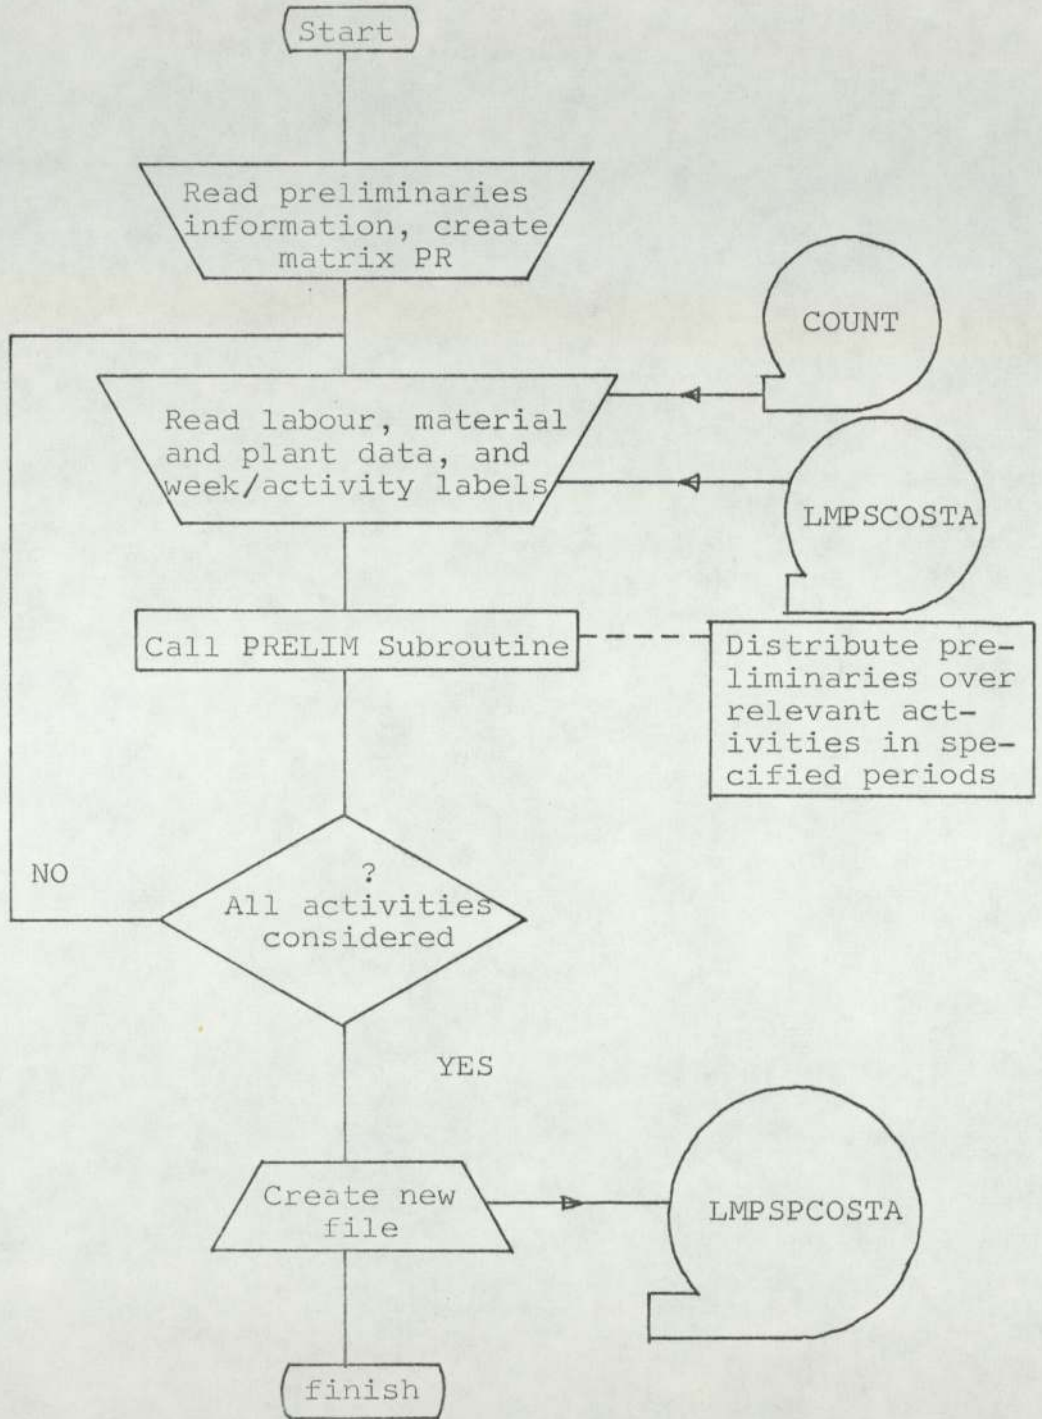 Start
Read preliminaries
information, create
matrix PR
COUNT
Read labour, material
and plant data, and
week/activity labels
LMPSCOSTA
Call PRELIM Subroutine
Distribute pre-
liminaries over
relevant act-
ivities in spe-
cified periods
NO
?
All activities
considered
YES
Create new
file
LMPSPCOSTA
finish